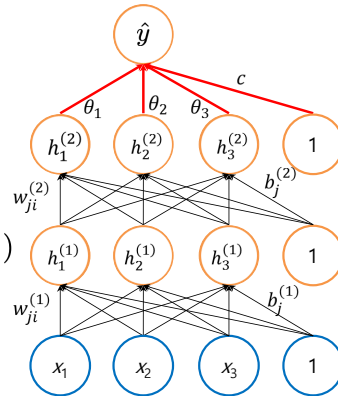 ŷ
θ₁ θ₂ θ₃ c
h₁⁽²⁾ h₂⁽²⁾ h₃⁽²⁾ 1
wⱼᵢ⁽²⁾ bⱼ⁽²⁾
) h₁⁽¹⁾ h₂⁽¹⁾ h₃⁽¹⁾ 1
wⱼᵢ⁽¹⁾ bⱼ⁽¹⁾
x₁ x₂ x₃ 1